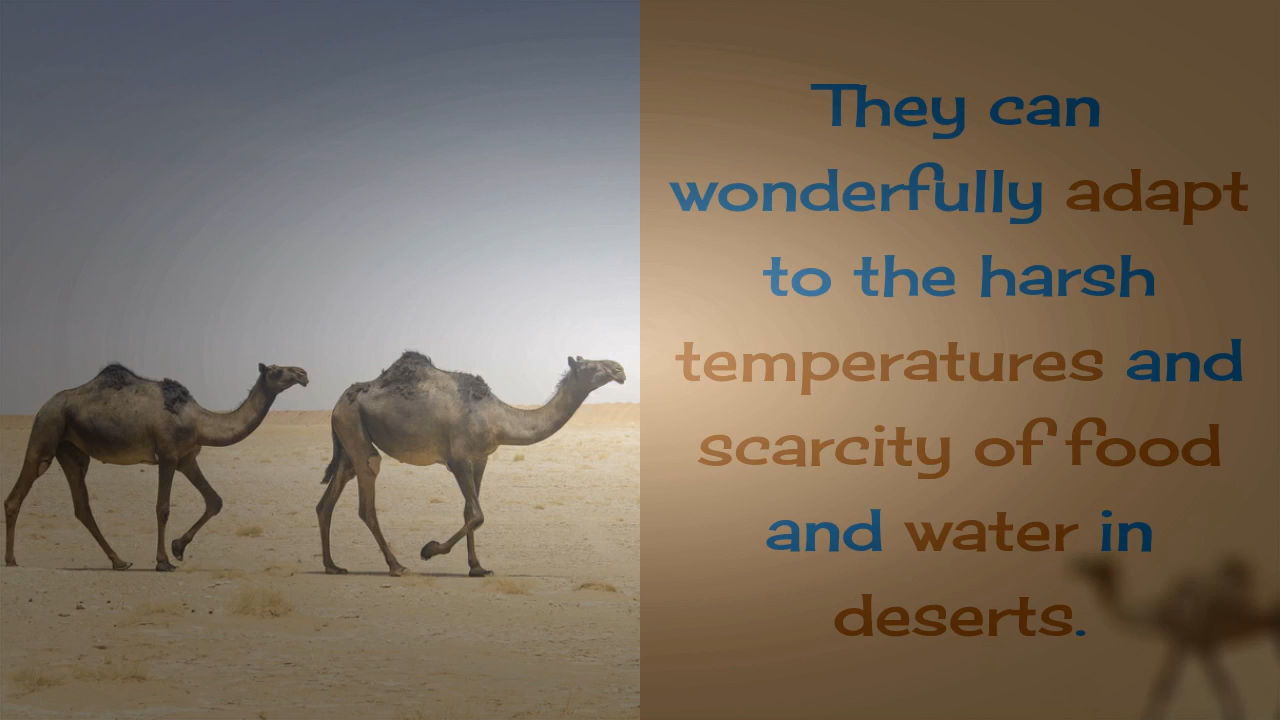 They can
wonderfully adapt
to the harsh
temperatures and
scarcity of food
and water in
deserts.